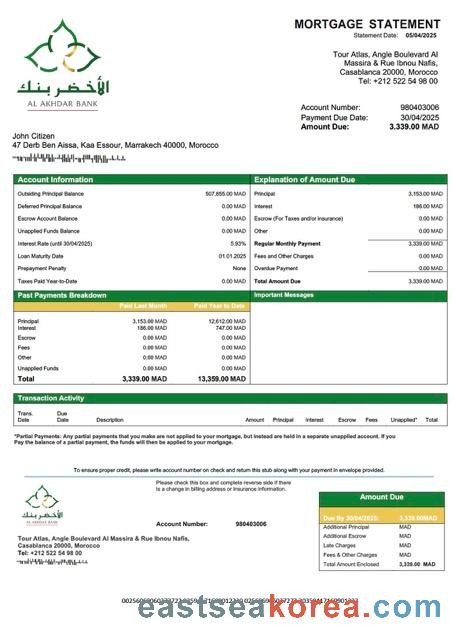 MORTGAGE STATEMENT
Statement Date: 05/04/2025
الأخضر بنك
AL AKHDAR BANK
Tour Atlas, Angle Boulevard Al
Massira & Rue Ibnou Nafis,
Casablanca 20000, Morocco
Tel: +212 522 54 98 00
Account Number: 980403006
Payment Due Date: 30/04/2025
Amount Due: 3.339.00 MAD
John Citizen
47 Derb Ben Aissa, Kaa Essour, Marrakech 40000, Morocco
Account Information
Outsiding Principal Balance 507,855.00 MAD
Deferred Principal Balance 0.00 MAD
Escrow Account Balance 0.00 MAD
Unapplied Funds Balance 0.00 MAD
Interest Rate (until 30/04/2025) 5.93%
Loan Maturity Date 01.01.2025
Prepayment Penalty None
Taxes Paid Year-to-Date 0.00 MAD
Explanation of Amount Due
Principal 3,153.00 MAD
Interest 186.00 MAD
Escrow (For Taxes and/or insurance) 0.00 MAD
Other 0.00 MAD
Regular Monthly Payment 3,339.00 MAD
Fees and Other Charges 0.00 MAD
Overdue Payment 0.00 MAD
Total Amount Due 3,339.00 MAD
Past Payments Breakdown Paid Last Month Paid Year to Date
Principal 3,153.00 MAD 12,612.00 MAD
Interest 186.00 MAD 747.00 MAD
Escrow 0.00 MAD 0.00 MAD
Fees 0.00 MAD 0.00 MAD
Other 0.00 MAD 0.00 MAD
Unapplied Funds 0.00 MAD 0.00 MAD
Total 3,339.00 MAD 13,359.00 MAD
Important Messages
Transaction Activity
Trans. Date Due Date Description Amount Principal Interest Escrow Fees Unapplied* Total
*Partial Payments: Any partial payments that you make are not applied to your mortgage, but instead are held in a separate unapplied account. If you
Pay the balance of a partial payment, the funds will then be applied to your mortgage.
To ensure proper credit, please write account number on check and return this stub along with your payment in envelope provided.
Please check this box and complete reverse side if there
is a change in billing address or insurance information.
الأخضر بنك
AL AKHDAR BANK
Account Number: 980403006
Tour Atlas, Angle Boulevard Al Massira & Rue Ibnou Nafis,
Casablanca 20000, Morocco
Tel: +212 522 54 98 00
Amount Due
Due By 30/04/2025: 3,339.00MAD
Additional Principal MAD
Additional Escrow MAD
Late Charges MAD
Fees & Other Charges MAD
Total Amount Enclosed 3,339.00 MAD
eastseakorea.com